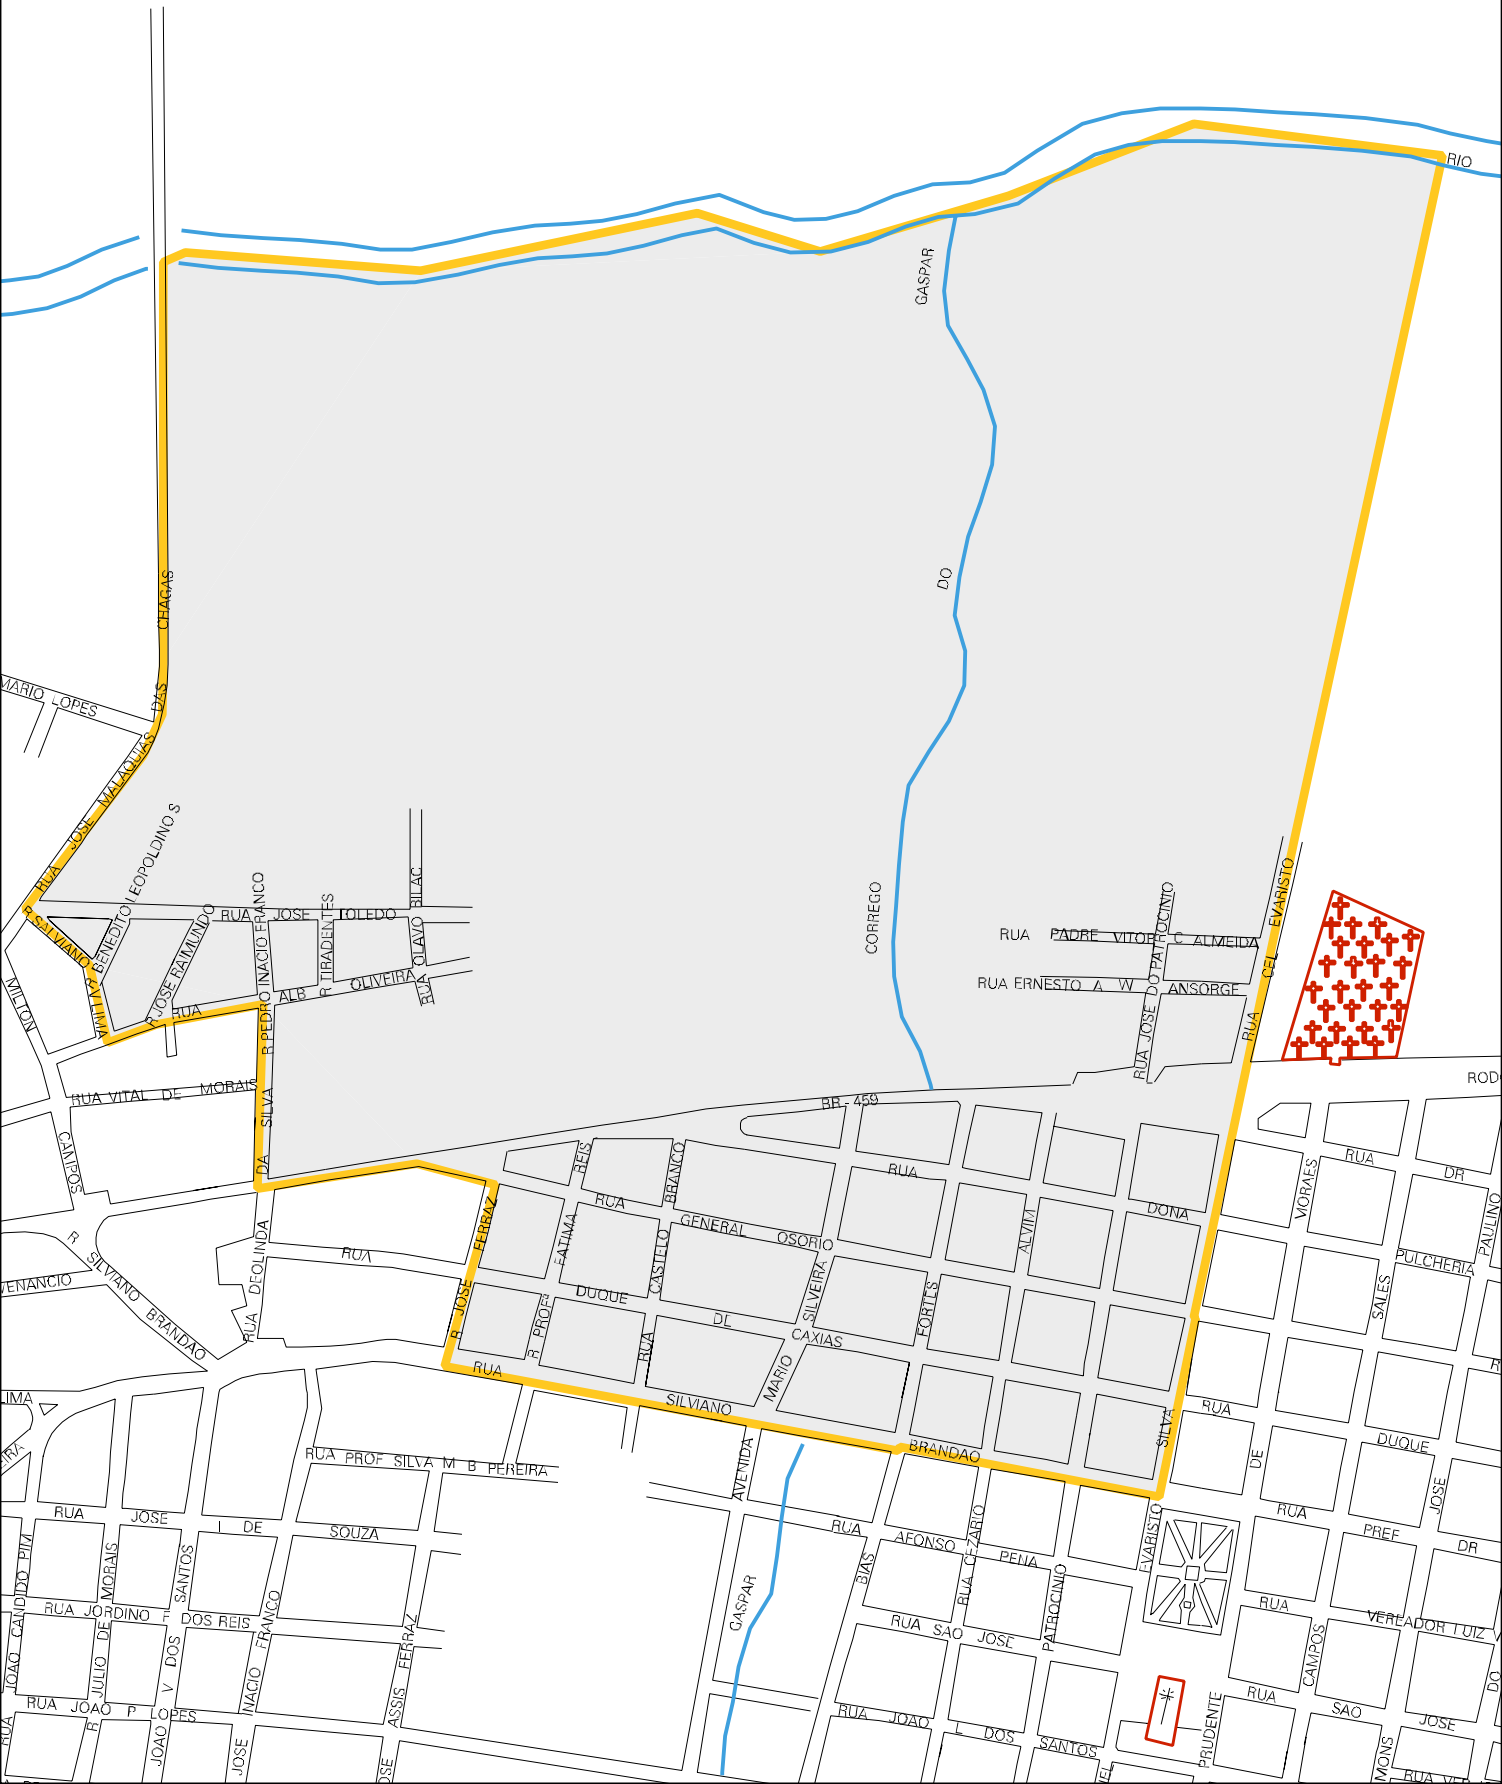 RIO
GASPAR
DO
CORREGO
CHAGAS
DAS
MALAQUIAS
JOSE
RUA
MARIO LOPES
R SALVIANO
BENEDITO LEOPOLDINO S
R JOSE RAIMUNDO
R PEDRO INACIO FRANCO
R TIRADENTES
RUA OLAVO BILAC
RUA JOSE TOLEDO
RUA ALB OLIVEIRA
LIMA
MILTON
CAMPOS
RUA VITAL DE MORAIS
DA SILVA
RUA DEOLINDA
RUA PADRE VITOR C ALMEIDA
RUA ERNESTO A W ANSORGE
RUA JOSE DO PATROCINIO
RUA CEL EVARISTO
SILVA
RODO
BR - 459
RUA DONA
PULCHERIA
RUA GENERAL OSORIO
REIS
FATIMA
R PROFª
BRANCO
CASTELO
RUA
R JOSE FERRAZ
RUA
DUQUE DE CAXIAS
MARIO
SILVEIRA
FORTES
ALVIM
RUA DR
MORAES
PAULINO
SALES
RUA SILVIANO BRANDAO
R SILVIANO BRANDAO
VENANCIO
LIMA
RUA PROF SILVA M B PEREIRA
AVENIDA
GASPAR
RUA DUQUE
DE
JOSE
RUA PREF DR
EVARISTO
RUA AFONSO PENA
BIAS
RUA CEZARIO
PATROCINIO
RUA JOSE I DE SOUZA
JOAO CANDIDO PIM
MORAIS
R JULIO DE
SANTOS
JOAO V DOS
FRANCO
INACIO
JOSE
ASSIS FERRAZ
RUA JORDINO F DOS REIS
RUA JOAO P LOPES
RUA
RUA SAO JOSE
RUA JOAO L DOS SANTOS
RUA VEREADOR LUIZ V
CAMPOS
PRUDENTE
RUA SAO JOSE
DO
MONS